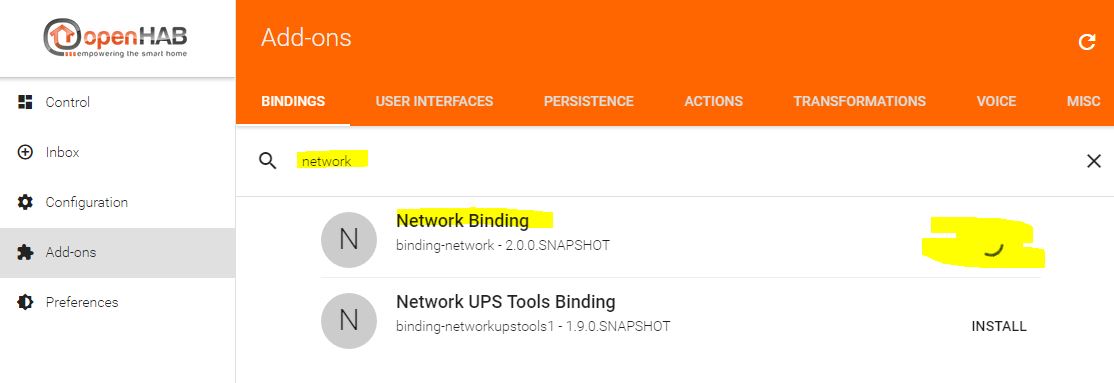 openHAB
empowering the smart home
Control
Inbox
Configuration
Add-ons
Preferences
Add-ons
BINDINGS USER INTERFACES PERSISTENCE ACTIONS TRANSFORMATIONS VOICE MISC
network
N
Network Binding
binding-network - 2.0.0.SNAPSHOT
N
Network UPS Tools Binding
binding-networkupstools1 - 1.9.0.SNAPSHOT
INSTALL